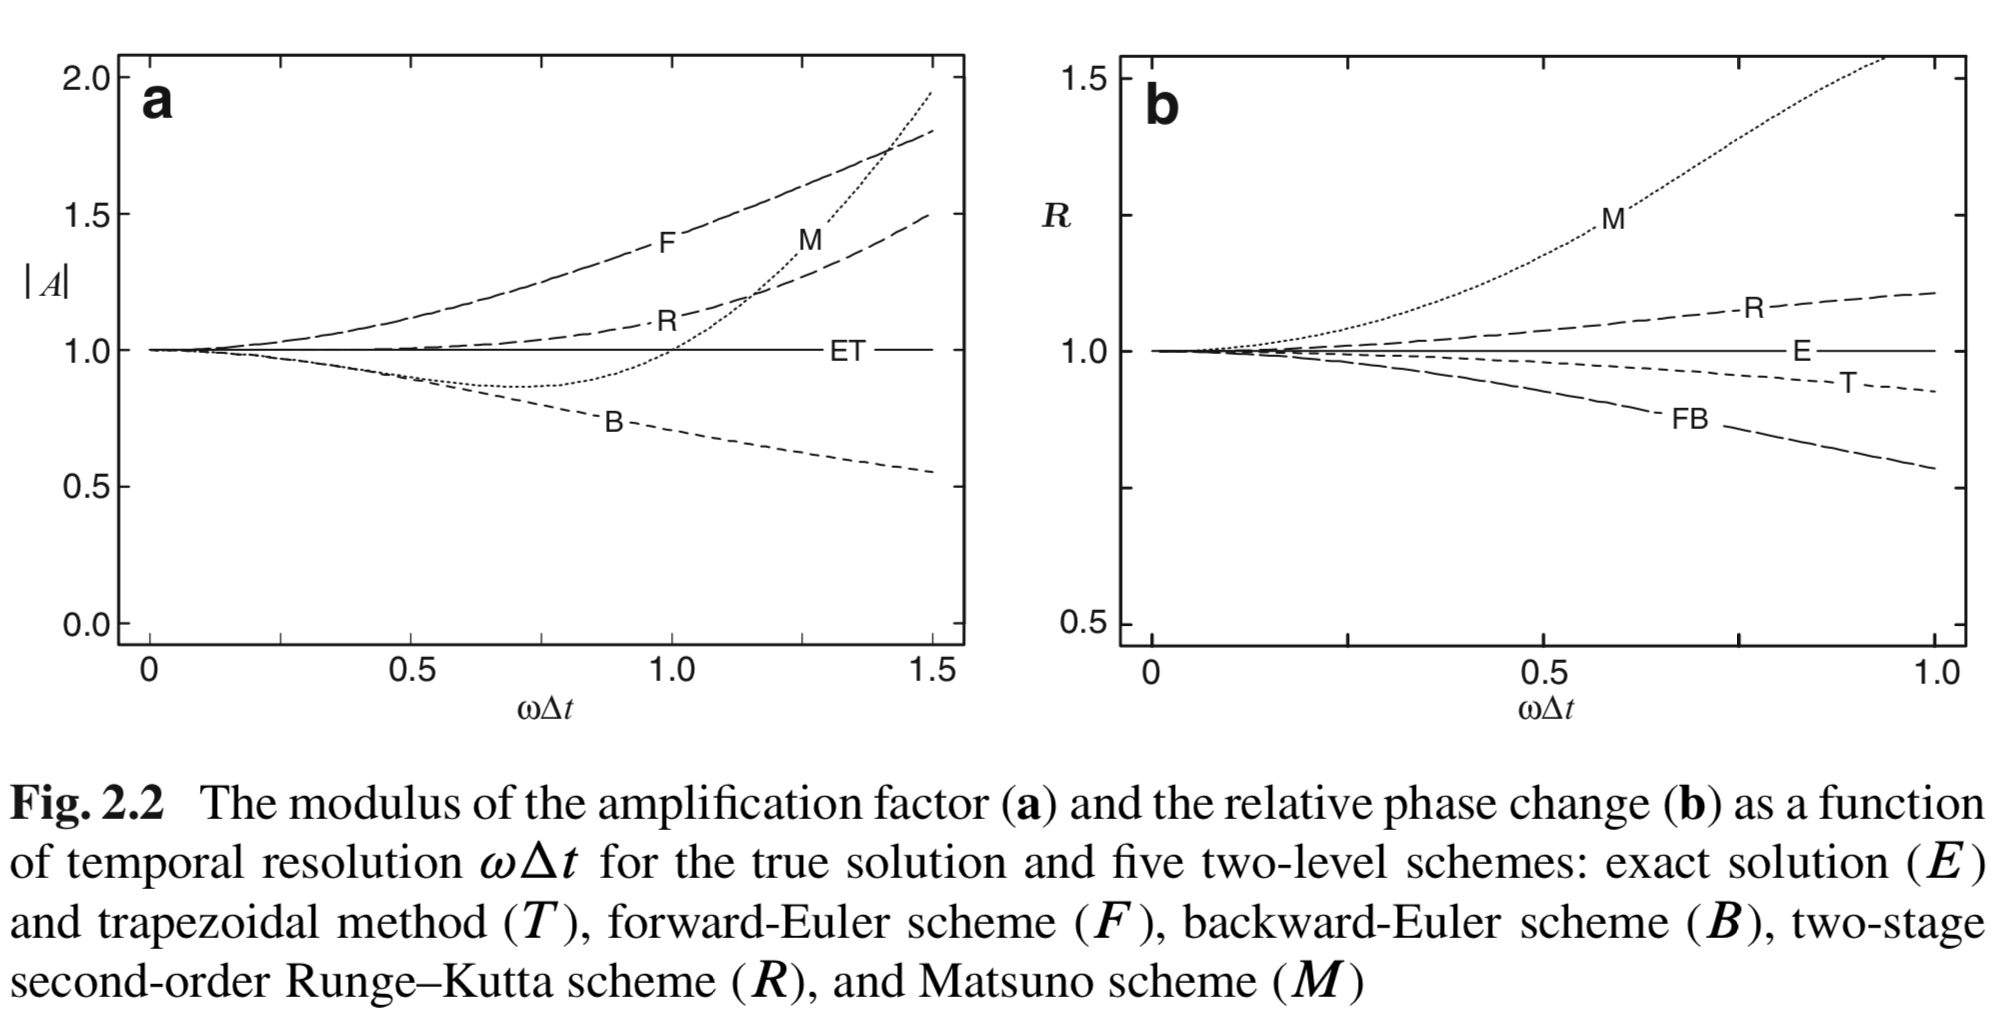 2.0
a
1.5
F
M
|A|
R
1.0
ET
B
0.5
0.0
0 0.5 1.0 1.5
ωΔt
1.5
b
R
M
R
1.0
E
T
FB
0.5
0 0.5 1.0
ωΔt
Fig. 2.2 The modulus of the amplification factor (a) and the relative phase change (b) as a function
of temporal resolution ωΔt for the true solution and five two-level schemes: exact solution (E)
and trapezoidal method (T), forward-Euler scheme (F), backward-Euler scheme (B), two-stage
second-order Runge–Kutta scheme (R), and Matsuno scheme (M)